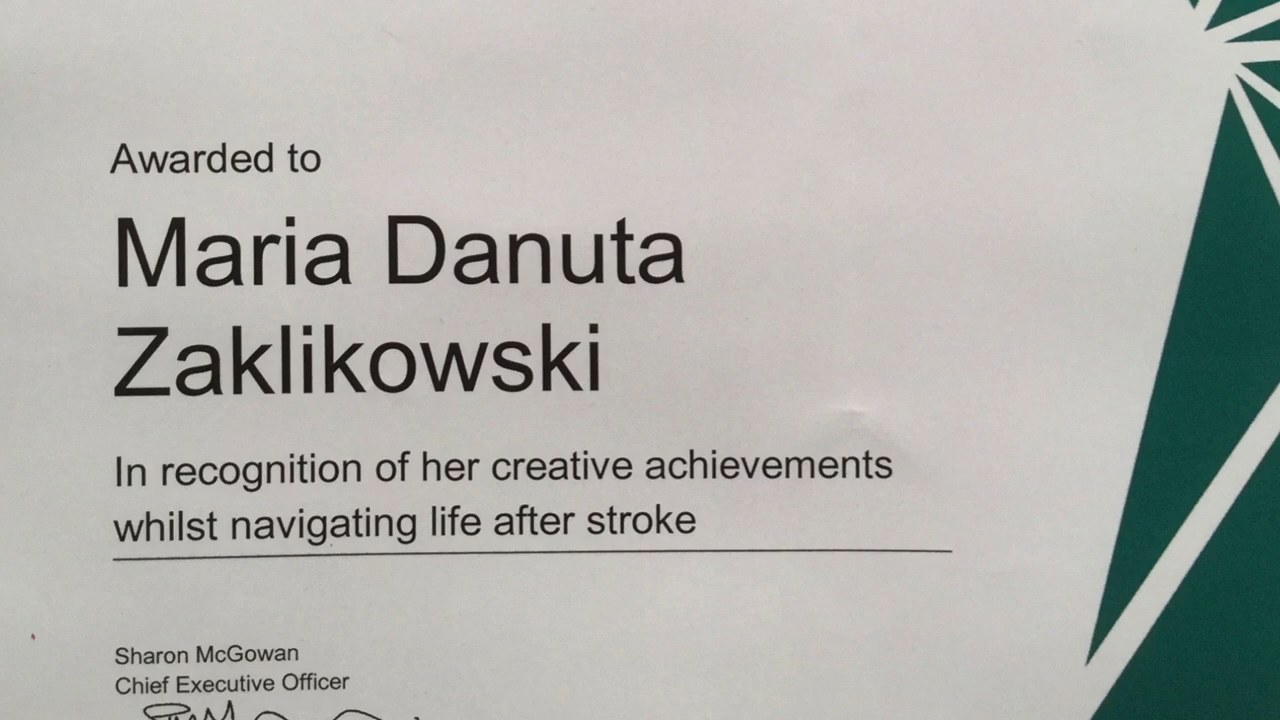 Awarded to
Maria Danuta
Zaklikowski
In recognition of her creative achievements
whilst navigating life after stroke
Sharon McGowan
Chief Executive Officer